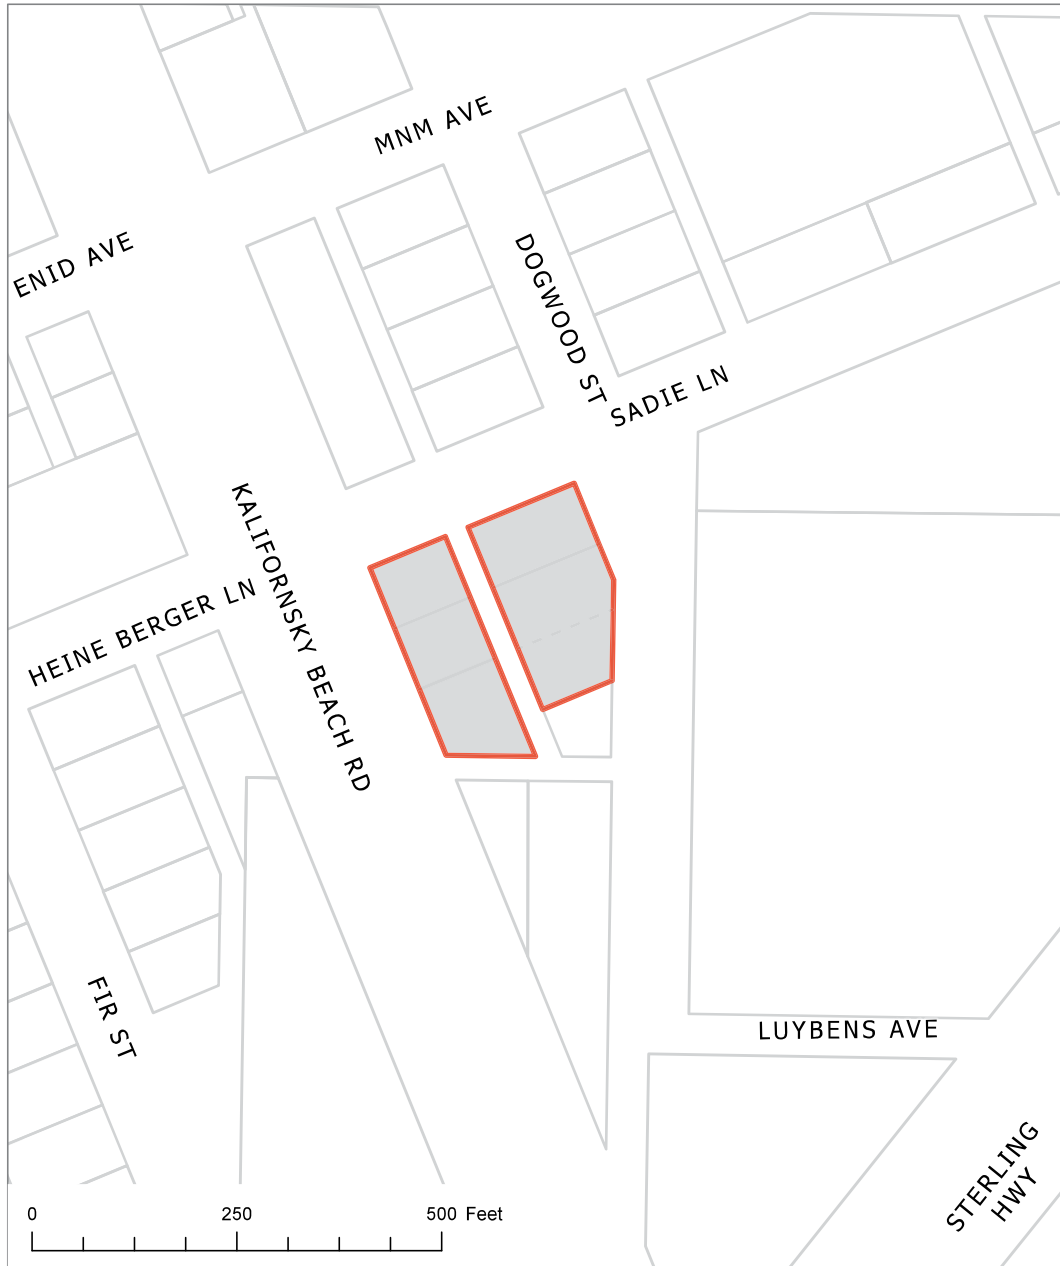 MNM AVE
ENID AVE
DOGWOOD ST
SADIE LN
KALIFORNSKY BEACH RD
HEINE BERGER LN
FIR ST
LUYBENS AVE
STERLING
HWY
0 250 500 Feet